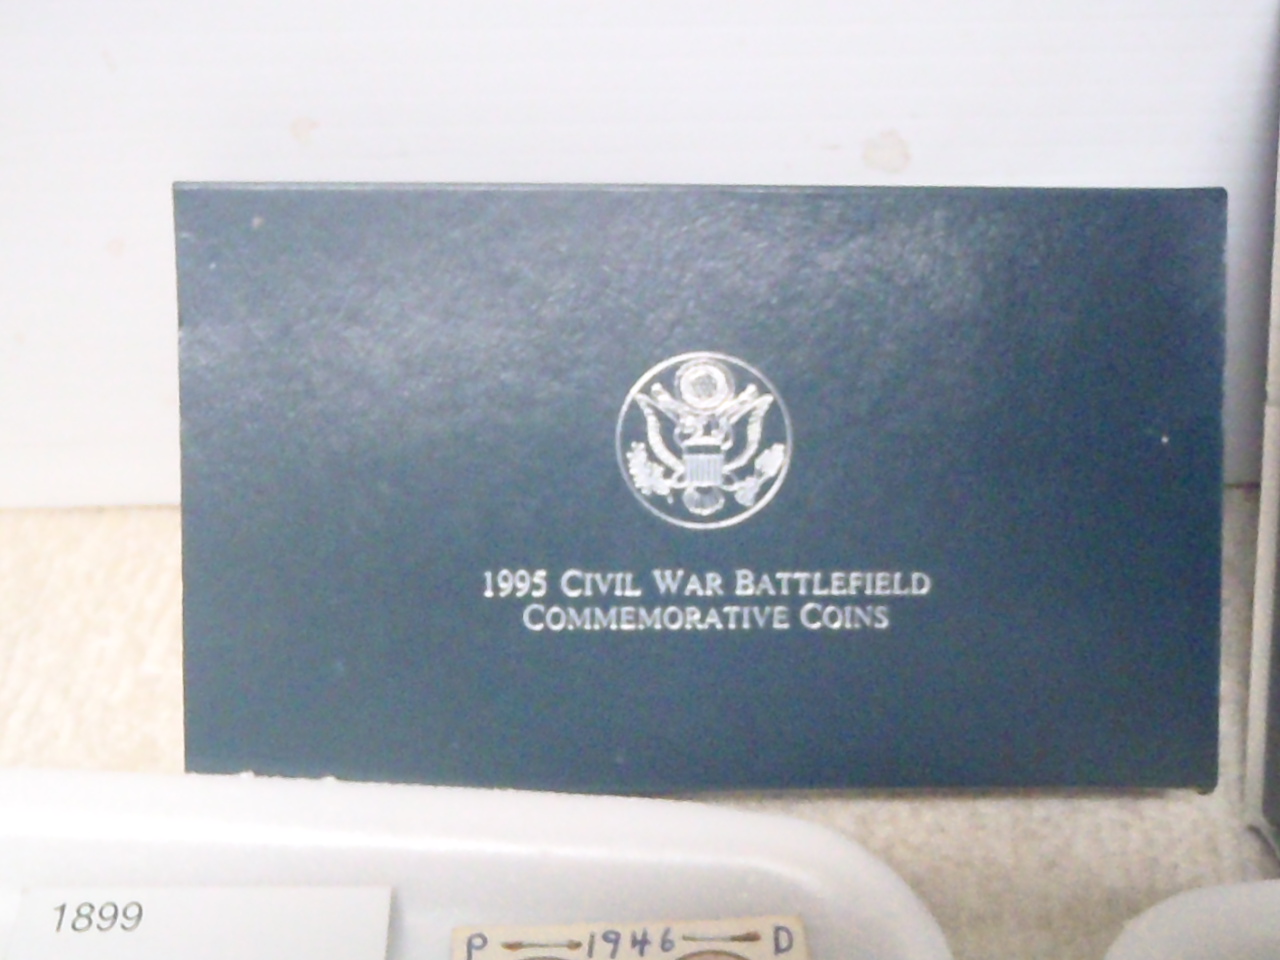 1995 CIVIL WAR BATTLEFIELD
COMMEMORATIVE COINS
1899
P 1946 D